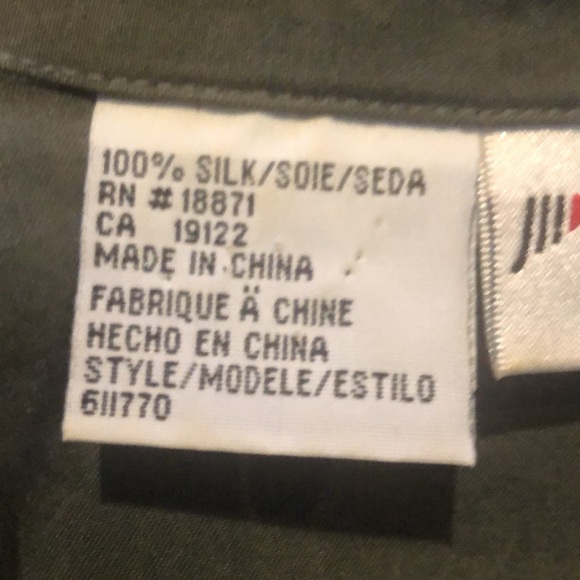 100% SILK/SOIE/SEDA
RN # 18871
CA 19122
MADE IN CHINA
FABRIQUE Ä CHINE
HECHO EN CHINA
STYLE/MODELE/ESTILO
611770